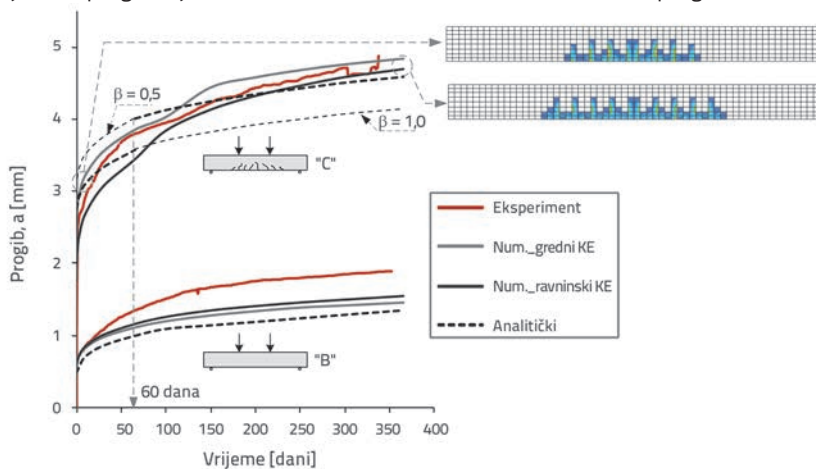 5
4
3
2
1
0
Progib, a [mm]
β = 0,5
β = 1,0
"C"
"B"
60 dana
Eksperiment
Num._gredni KE
Num._ravninski KE
Analitički
0 50 100 150 200 250 300 350 400
Vrijeme [dani]